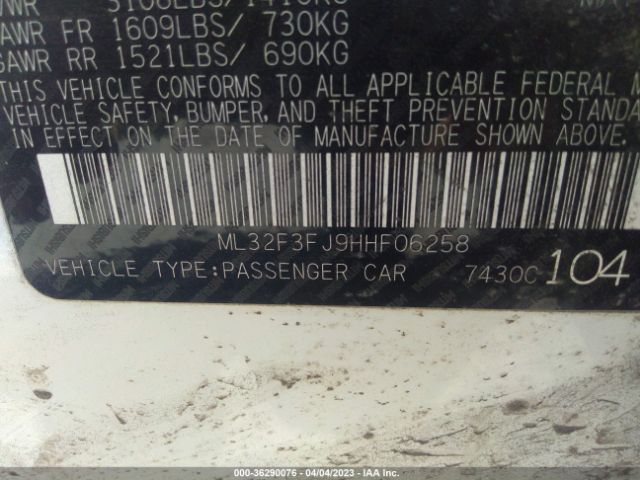 GAWR FR 1609LBS/ 730KG
GAWR RR 1521LBS/ 690KG
THIS VEHICLE CONFORMS TO ALL APPLICABLE FEDERAL M
VEHICLE SAFETY, BUMPER, AND THEFT PREVENTION STANDA
IN EFFECT ON THE DATE OF MANUFACTURE SHOWN ABOVE.
ML32F3FJ9HHF06258
VEHICLE TYPE:PASSENGER CAR 7430C 104
000-36290076 - 04/04/2023 - IAA Inc.